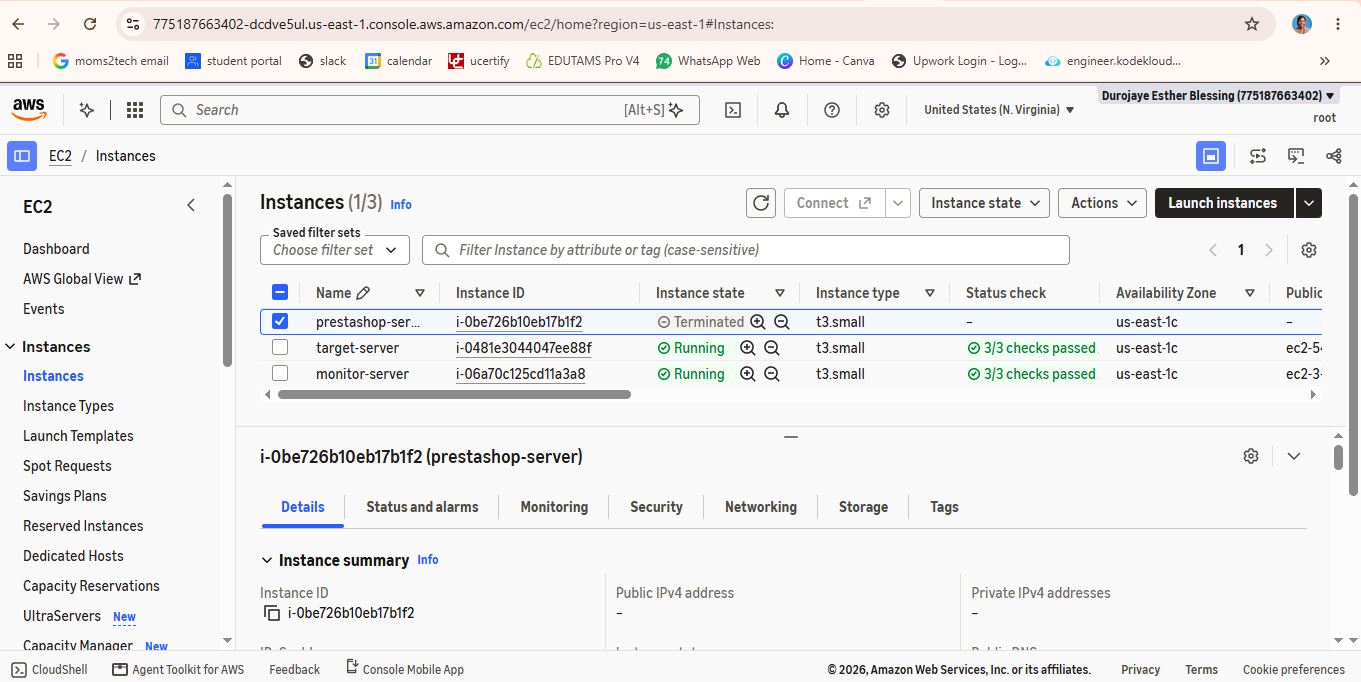 775187663402-dcdve5ul.us-east-1.console.aws.amazon.com/ec2/home?region=us-east-1#Instances:
moms2tech email student portal slack calendar ucertify EDUTAMS Pro V4 74 WhatsApp Web Home - Canva Upwork Login - Log... engineer.kodekloud...
aws Search [Alt+S] United States (N. Virginia) Durojaye Esther Blessing (775187663402)
root
EC2 / Instances
EC2
Dashboard
AWS Global View
Events
Instances
Instances
Instance Types
Launch Templates
Spot Requests
Savings Plans
Reserved Instances
Dedicated Hosts
Capacity Reservations
UltraServers New
Capacity Manager New
Instances (1/3) Info Connect Instance state Actions Launch instances
Saved filter sets
Choose filter set Filter Instance by attribute or tag (case-sensitive) 1
Name Instance ID Instance state Instance type Status check Availability Zone Public
prestashop-ser... i-0be726b10eb17b1f2 Terminated t3.small – us-east-1c –
target-server i-0481e3044047ee88f Running t3.small 3/3 checks passed us-east-1c ec2-5
monitor-server i-06a70c125cd11a3a8 Running t3.small 3/3 checks passed us-east-1c ec2-3-
i-0be726b10eb17b1f2 (prestashop-server)
Details Status and alarms Monitoring Security Networking Storage Tags
Instance summary Info
Instance ID Public IPv4 address Private IPv4 addresses
i-0be726b10eb17b1f2 – –
CloudShell Agent Toolkit for AWS Feedback Console Mobile App © 2026, Amazon Web Services, Inc. or its affiliates. Privacy Terms Cookie preferences